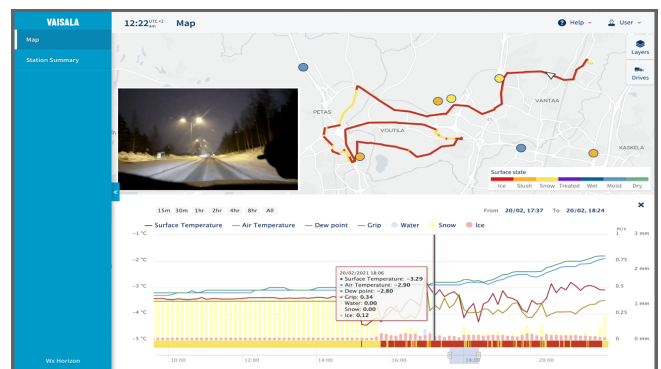 VAISALA
12:22 UTC+2 am Map
Help
User
Map
Station Summary
Layers
Drives
PETAS
VANTAA
VOUTILA
KASKELA
Surface state
Ice Slush Snow Treated Wet Moist Dry
«
15m 30m 1hr 2hr 4hr 8hr All
From 20/02, 17:37 To 20/02, 18:24
Surface Temperature Air Temperature Dew point Grip Water Snow Ice
m/s
-1 °C 1 3 mm
-2 °C 0.75
2 mm
-3 °C 0.5
1 mm
-4 °C 0.25
-5 °C 0 0 mm
20/02/2021 18:06
Surface Temperature: -3.29
Air Temperature: -2.90
Dew point: -2.80
Grip: 0.34
Water: 0.00
Snow: 0.00
Ice: 0.12
10:00 12:00 14:00 16:00 18:00 20:00
Wx Horizon